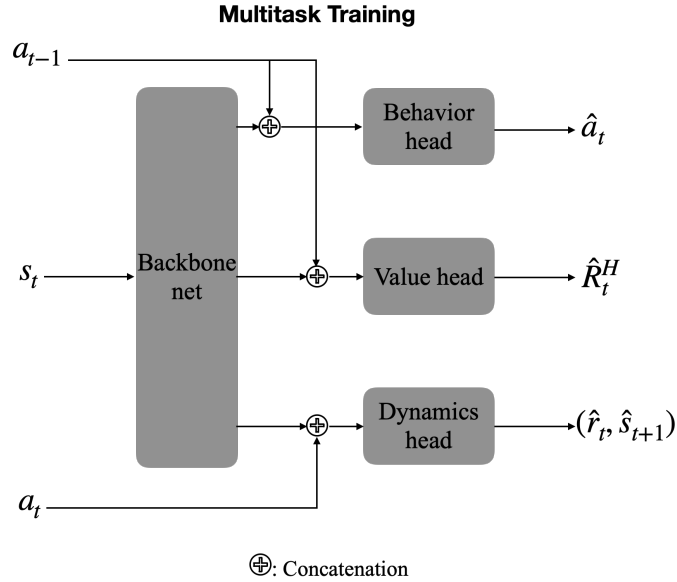 Multitask Training
a_{t−1}
Behavior
head
â_t
s_t
Backbone
net
Value head
R̂_t^H
Dynamics
head
(r̂_t, ŝ_{t+1})
a_t
⊕: Concatenation